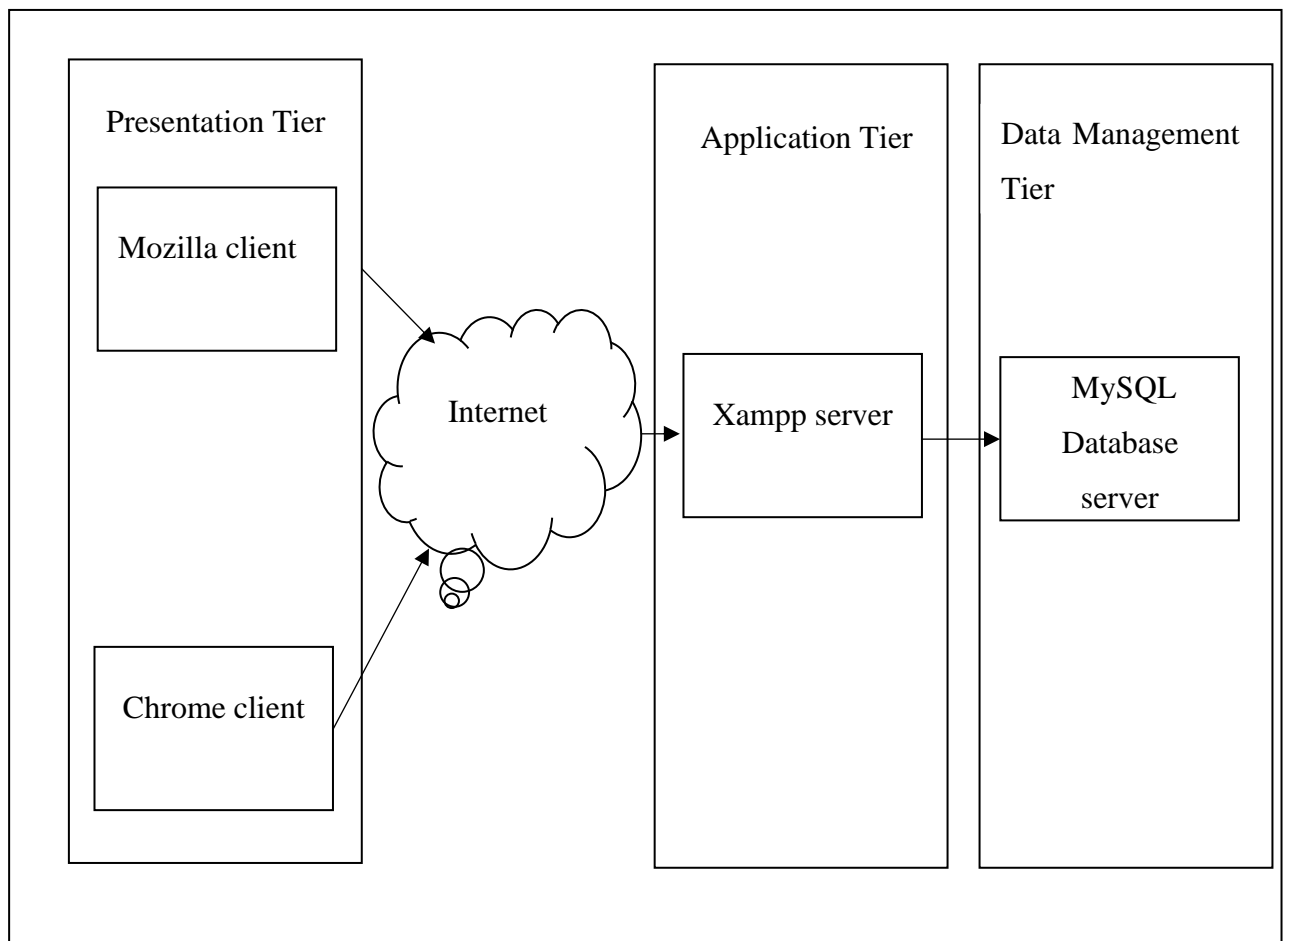 Presentation Tier
Mozilla client
Chrome client
Internet
Application Tier
Xampp server
Data Management
Tier
MySQL
Database
server